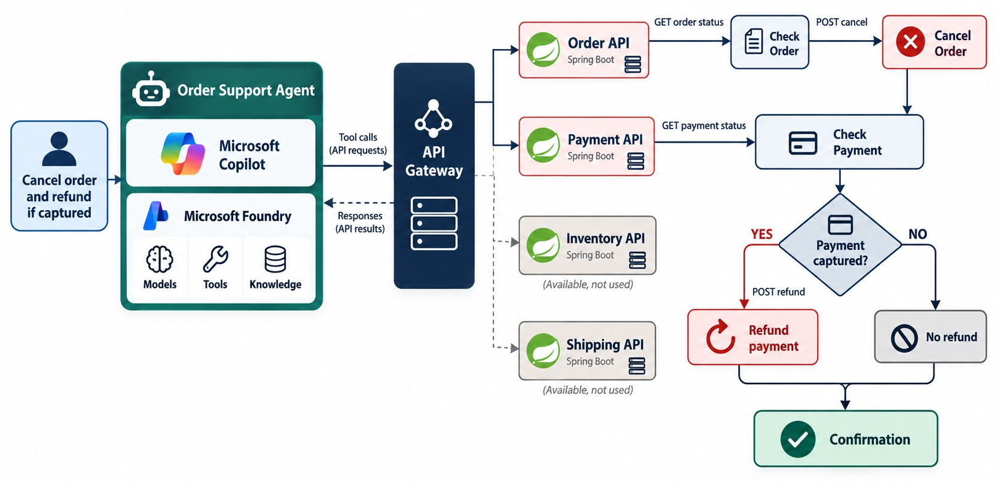 Cancel order
and refund
if captured
Order Support Agent
Microsoft
Copilot
Microsoft Foundry
Models
Tools
Knowledge
Tool calls
(API requests)
Responses
(API results)
API
Gateway
Order API
Spring Boot
GET order status
Check
Order
POST cancel
Cancel
Order
Payment API
Spring Boot
GET payment status
Check
Payment
Inventory API
Spring Boot
(Available, not used)
Shipping API
Spring Boot
(Available, not used)
Payment
captured?
YES
NO
POST refund
Refund
payment
No refund
Confirmation